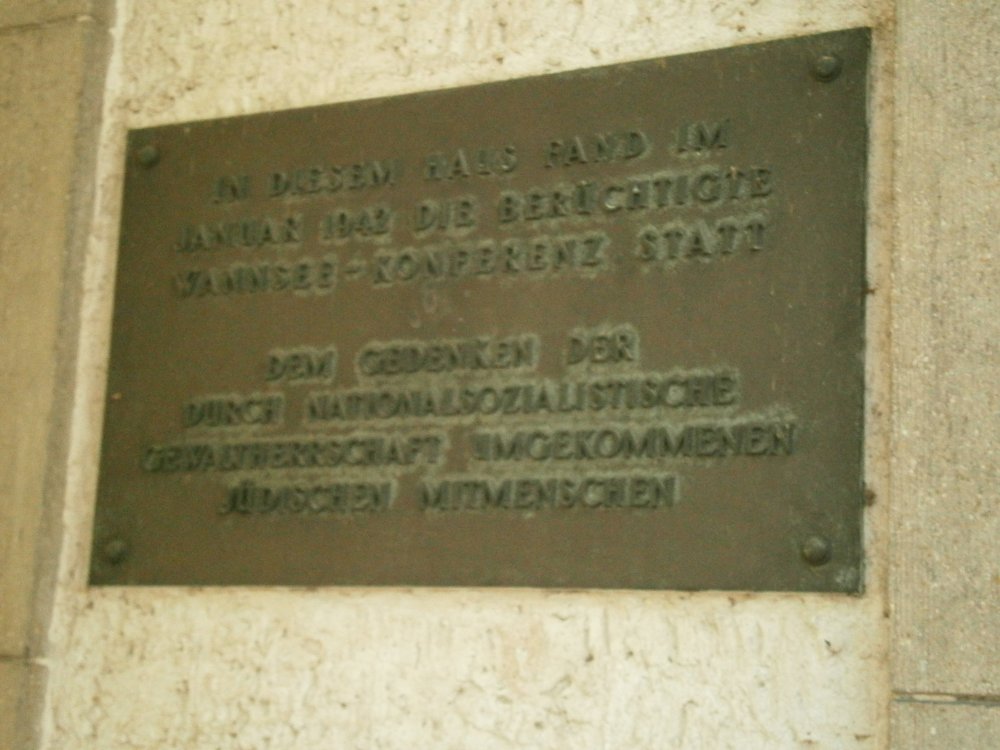 IN DIESEM HAUS FAND IM
JANUAR 1942 DIE BERÜCHTIGTE
WANNSEE-KONFERENZ STATT
DEM GEDENKEN DER
DURCH NATIONALSOZIALISTISCHE
GEWALTHERRSCHAFT UMGEKOMMENEN
JÜDISCHEN MITMENSCHEN